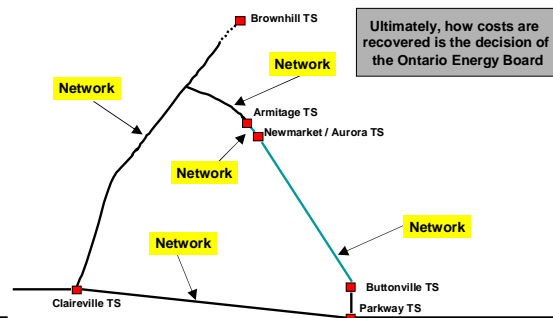 Brownhill TS
Ultimately, how costs are
recovered is the decision of
the Ontario Energy Board
Network
Network
Armitage TS
Newmarket / Aurora TS
Network
Network
Network
Buttonville TS
Claireville TS
Parkway TS